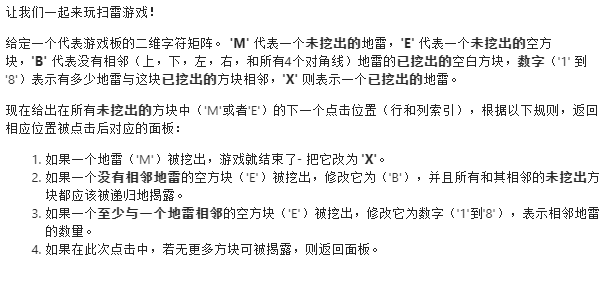 让我们一起来玩扫雷游戏！
给定一个代表游戏板的二维字符矩阵。 'M' 代表一个未挖出的地雷，'E' 代表一个未挖出的空方
块，'B' 代表没有相邻（上，下，左，右，和所有4个对角线）地雷的已挖出的空白方块，数字（'1' 到
'8'）表示有多少地雷与这块已挖出的方块相邻，'X' 则表示一个已挖出的地雷。
现在给出在所有未挖出的方块中（'M'或者'E'）的下一个点击位置（行和列索引），根据以下规则，返回
相应位置被点击后对应的面板：
1. 如果一个地雷（'M'）被挖出，游戏就结束了- 把它改为 'X'。
2. 如果一个没有相邻地雷的空方块（'E'）被挖出，修改它为（'B'），并且所有和其相邻的未挖出方
块都应该被递归地揭露。
3. 如果一个至少与一个地雷相邻的空方块（'E'）被挖出，修改它为数字（'1'到'8'），表示相邻地雷
的数量。
4. 如果在此次点击中，若无更多方块可被揭露，则返回面板。